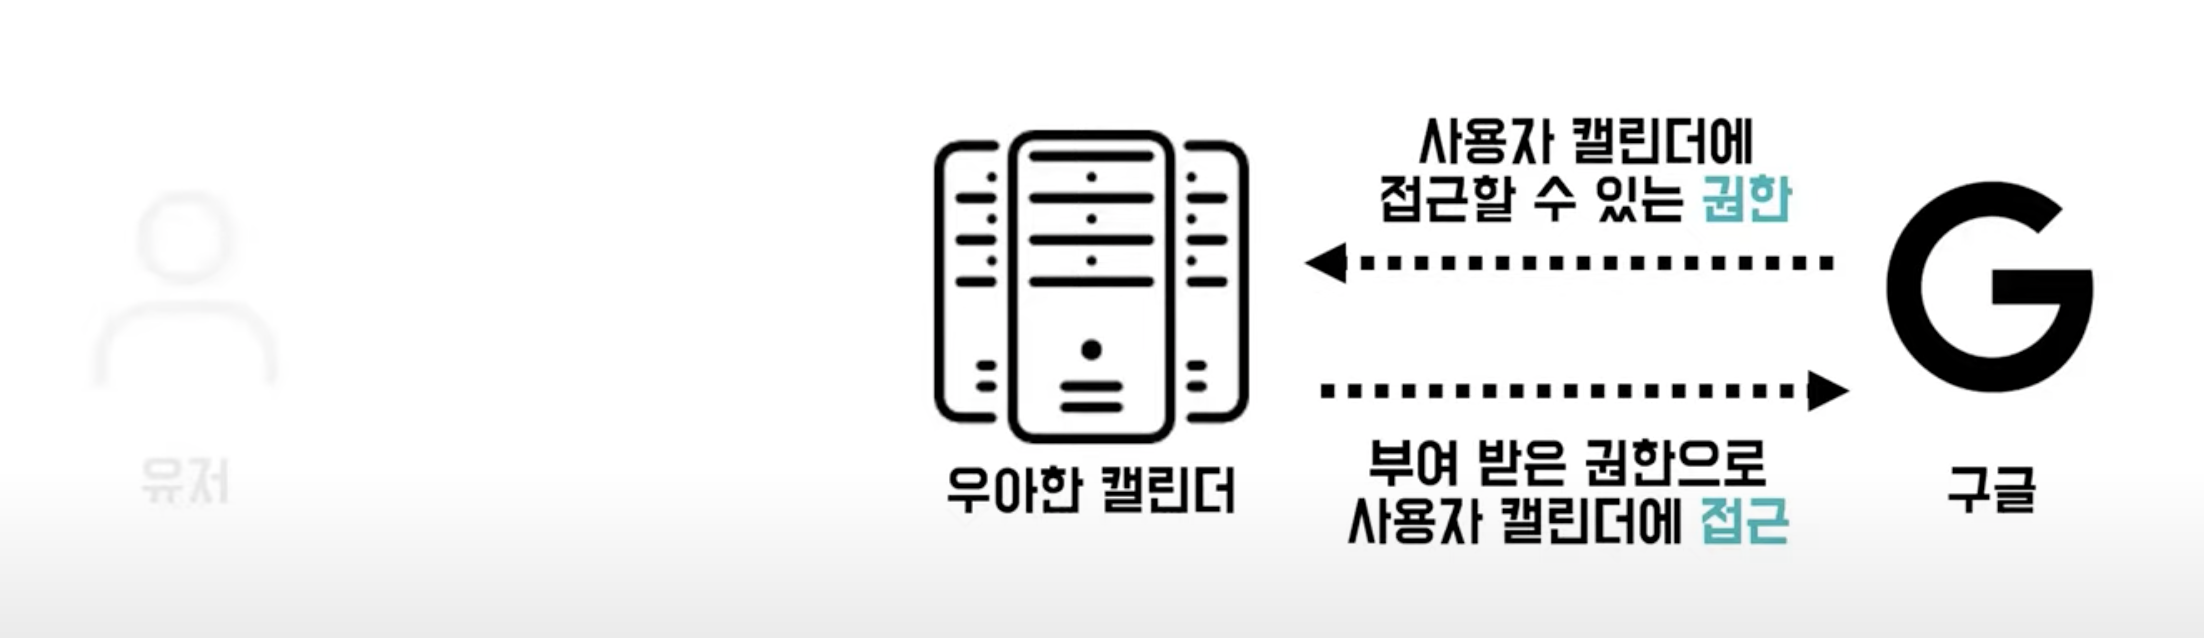 사용자 캘린더에
접근할 수 있는 권한
유저
우아한 캘린더
부여 받은 권한으로
사용자 캘린더에 접근
구글